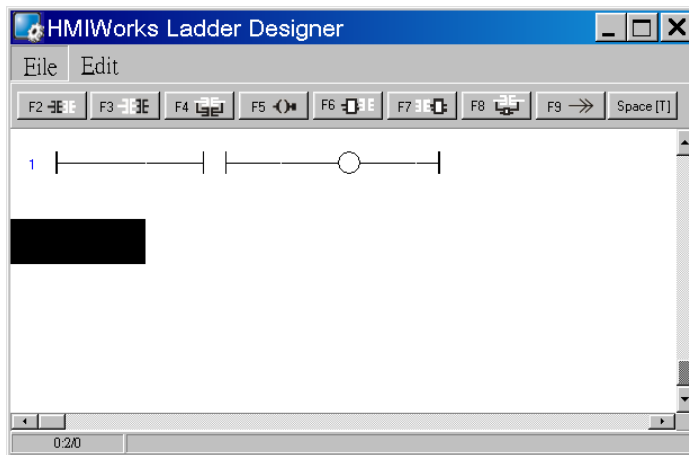 HMIWorks Ladder Designer
File Edit
F2 F3 F4 F5 F6 F7 F8 F9 Space [T]
1
0:2/0